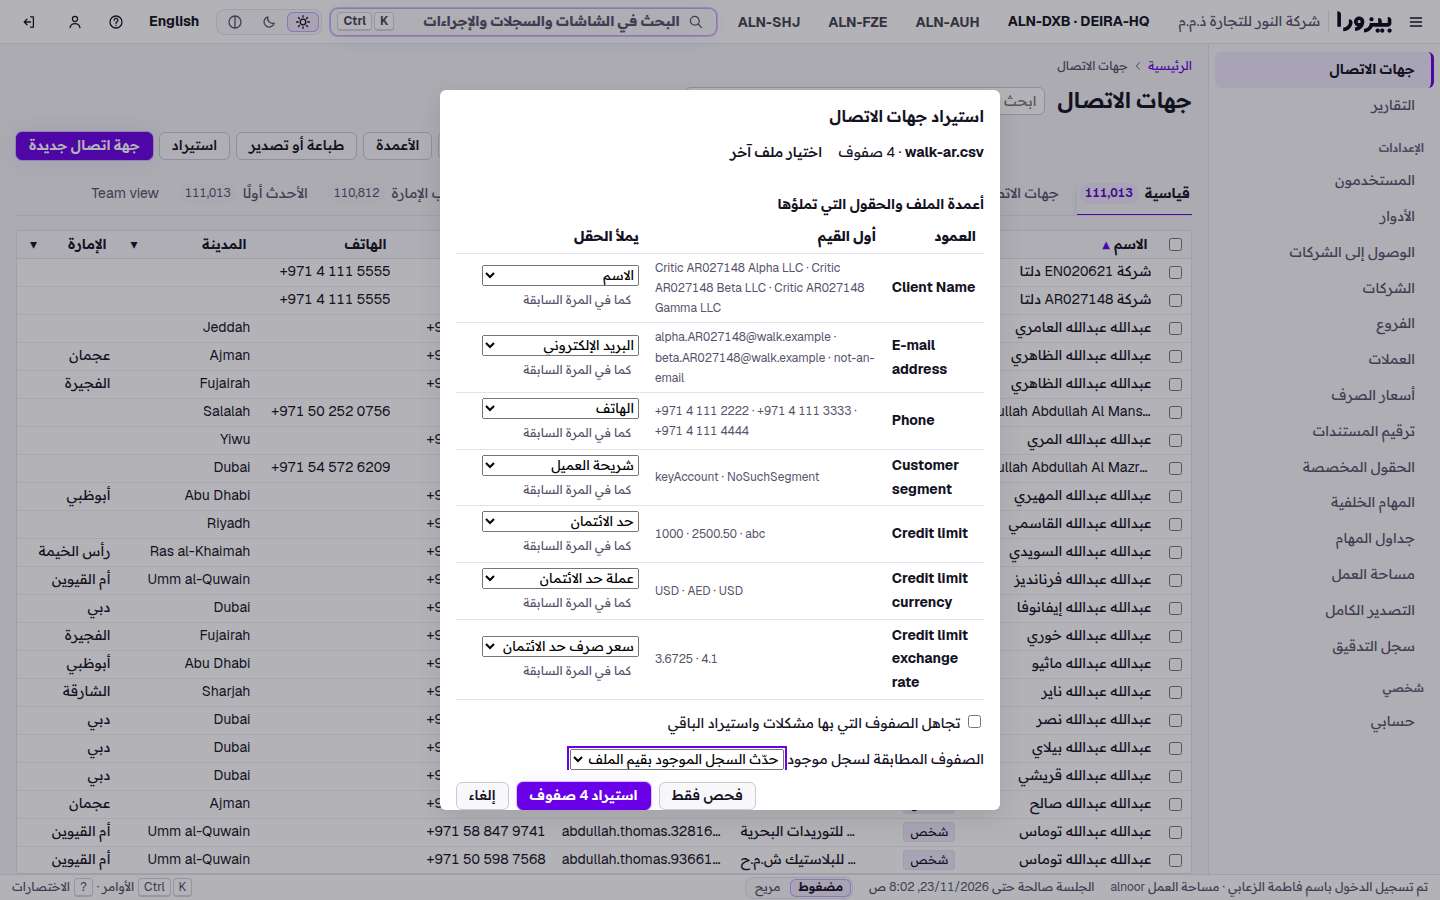 بيزورا
شركة النور للتجارة ذ.م.م
ALN-DXB · DEIRA-HQ
ALN-AUH
ALN-FZE
ALN-SHJ
البحث في الشاشات والسجلات والإجراءات
Ctrl K
English
جهات الاتصال
التقارير
الإعدادات
المستخدمون
الأدوار
الوصول إلى الشركات
الشركات
الفروع
العملات
أسعار الصرف
ترقيم المستندات
الحقول المخصصة
المهام الخلفية
جداول المهام
مساحة العمل
التصدير الكامل
سجل التدقيق
شخصي
حسابي
الرئيسية › جهات الاتصال
جهات الاتصال
ابحث
الأعمدة
طباعة أو تصدير
استيراد
جهة اتصال جديدة
قياسية 111,013
الإمارة 110,812
الأحدث أولًا 111,013
Team view
الاسم ▲
الهاتف
المدينة ▼
الإمارة ▼
شركة EN020621 دلتا +971 4 111 5555
شركة AR027148 دلتا +971 4 111 5555
عبدالله عبدالله العامري Jeddah
عبدالله عبدالله الظاهري Ajman عجمان
عبدالله عبدالله الظاهري Fujairah الفجيرة
ullah Abdullah Al Mans… +971 50 252 0756 Salalah
عبدالله عبدالله المري Yiwu
ullah Abdullah Al Mazr… +971 54 572 6209 Dubai
عبدالله عبدالله المهيري Abu Dhabi أبوظبي
عبدالله عبدالله القاسمي Riyadh
عبدالله عبدالله السويدي Ras al-Khaimah رأس الخيمة
عبدالله عبدالله فرنانديز Umm al-Quwain أم القيوين
عبدالله عبدالله إيفانوفا Dubai دبي
عبدالله عبدالله خوري Fujairah الفجيرة
عبدالله عبدالله ماثيو Abu Dhabi أبوظبي
عبدالله عبدالله ناير Sharjah الشارقة
عبدالله عبدالله نصر Dubai دبي
عبدالله عبدالله بيلاي Dubai دبي
عبدالله عبدالله قريشي Dubai دبي
عبدالله عبدالله صالح Ajman عجمان
عبدالله عبدالله توماس شخص … للتوريدات البحرية abdullah.thomas.32816… +971 58 847 9741 Umm al-Quwain أم القيوين
عبدالله عبدالله توماس شخص … للبلاستيك ش.م.ح abdullah.thomas.93661… +971 50 598 7568 Umm al-Quwain أم القيوين
استيراد جهات الاتصال
walk-ar.csv · 4 صفوف اختيار ملف آخر
أعمدة الملف والحقول التي تملؤها
العمود
أول القيم
يملأ الحقل
Client Name
Critic AR027148 Alpha LLC · Critic
AR027148 Beta LLC · Critic AR027148
Gamma LLC
الاسم
كما في المرة السابقة
E-mail
address
alpha.AR027148@walk.example ·
beta.AR027148@walk.example · not-an-
email
البريد الإلكتروني
كما في المرة السابقة
Phone
+971 4 111 2222 · +971 4 111 3333 ·
+971 4 111 4444
الهاتف
كما في المرة السابقة
Customer
segment
keyAccount · NoSuchSegment
شريحة العميل
كما في المرة السابقة
Credit limit
1000 · 2500.50 · abc
حد الائتمان
كما في المرة السابقة
Credit limit
currency
USD · AED · USD
عملة حد الائتمان
كما في المرة السابقة
Credit limit
exchange
rate
3.6725 · 4.1
سعر صرف حد الائتمان
كما في المرة السابقة
تجاهل الصفوف التي بها مشكلات واستيراد الباقي
الصفوف المطابقة لسجل موجود حدّث السجل الموجود بقيم الملف
فحص فقط
استيراد 4 صفوف
إلغاء
تم تسجيل الدخول باسم فاطمة الزعابي · مساحة العمل alnoor
الجلسة صالحة حتى 23/11/2026, 8:02 ص
مضغوط
مريح
Ctrl K الأوامر · ? الاختصارات